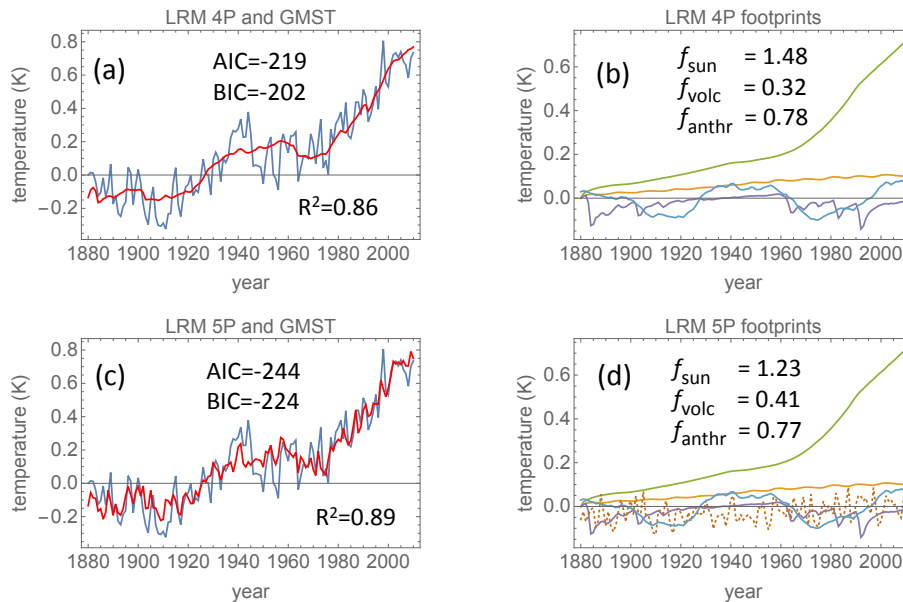 LRM 4P and GMST
(a)
AIC=-219
BIC=-202
R²=0.86
temperature (K)
0.8
0.6
0.4
0.2
0.0
−0.2
1880 1900 1920 1940 1960 1980 2000
year
LRM 4P footprints
(b)
f_sun = 1.48
f_volc = 0.32
f_anthr = 0.78
temperature (K)
0.6
0.4
0.2
0.0
1880 1900 1920 1940 1960 1980 2000
year
LRM 5P and GMST
(c)
AIC=-244
BIC=-224
R²=0.89
temperature (K)
0.8
0.6
0.4
0.2
0.0
−0.2
1880 1900 1920 1940 1960 1980 2000
year
LRM 5P footprints
(d)
f_sun = 1.23
f_volc = 0.41
f_anthr = 0.77
temperature (K)
0.6
0.4
0.2
0.0
1880 1900 1920 1940 1960 1980 2000
year